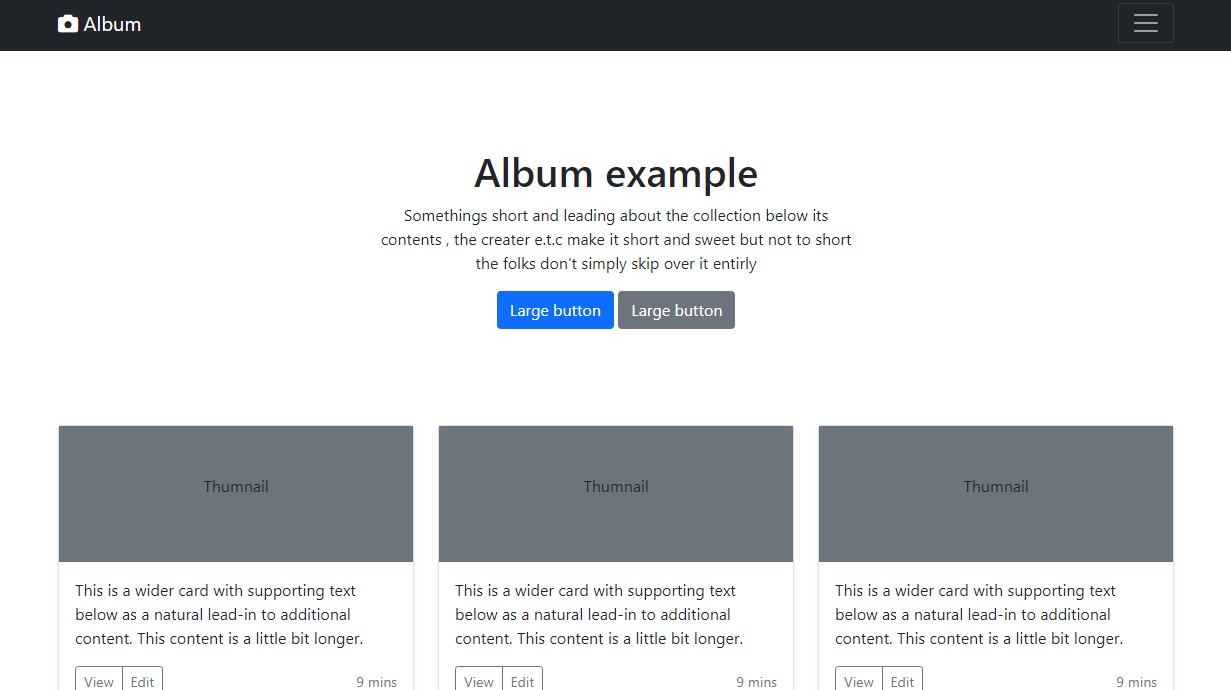 Album
Album example
Somethings short and leading about the collection below its
contents , the creater e.t.c make it short and sweet but not to short
the folks don't simply skip over it entirly
Large button Large button
Thumnail Thumnail Thumnail
This is a wider card with supporting text
below as a natural lead-in to additional
content. This content is a little bit longer.
View Edit 9 mins
This is a wider card with supporting text
below as a natural lead-in to additional
content. This content is a little bit longer.
View Edit 9 mins
This is a wider card with supporting text
below as a natural lead-in to additional
content. This content is a little bit longer.
View Edit 9 mins